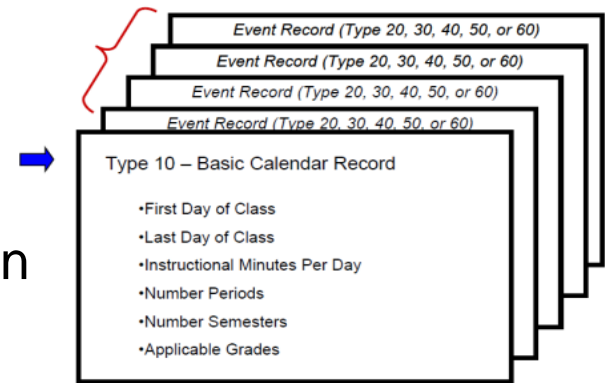 Event Record (Type 20, 30, 40, 50, or 60)
Event Record (Type 20, 30, 40, 50, or 60)
Event Record (Type 20, 30, 40, 50, or 60)
Event Record (Type 20, 30, 40, 50, or 60)
Type 10 – Basic Calendar Record
•First Day of Class
•Last Day of Class
n
•Instructional Minutes Per Day
•Number Periods
•Number Semesters
•Applicable Grades